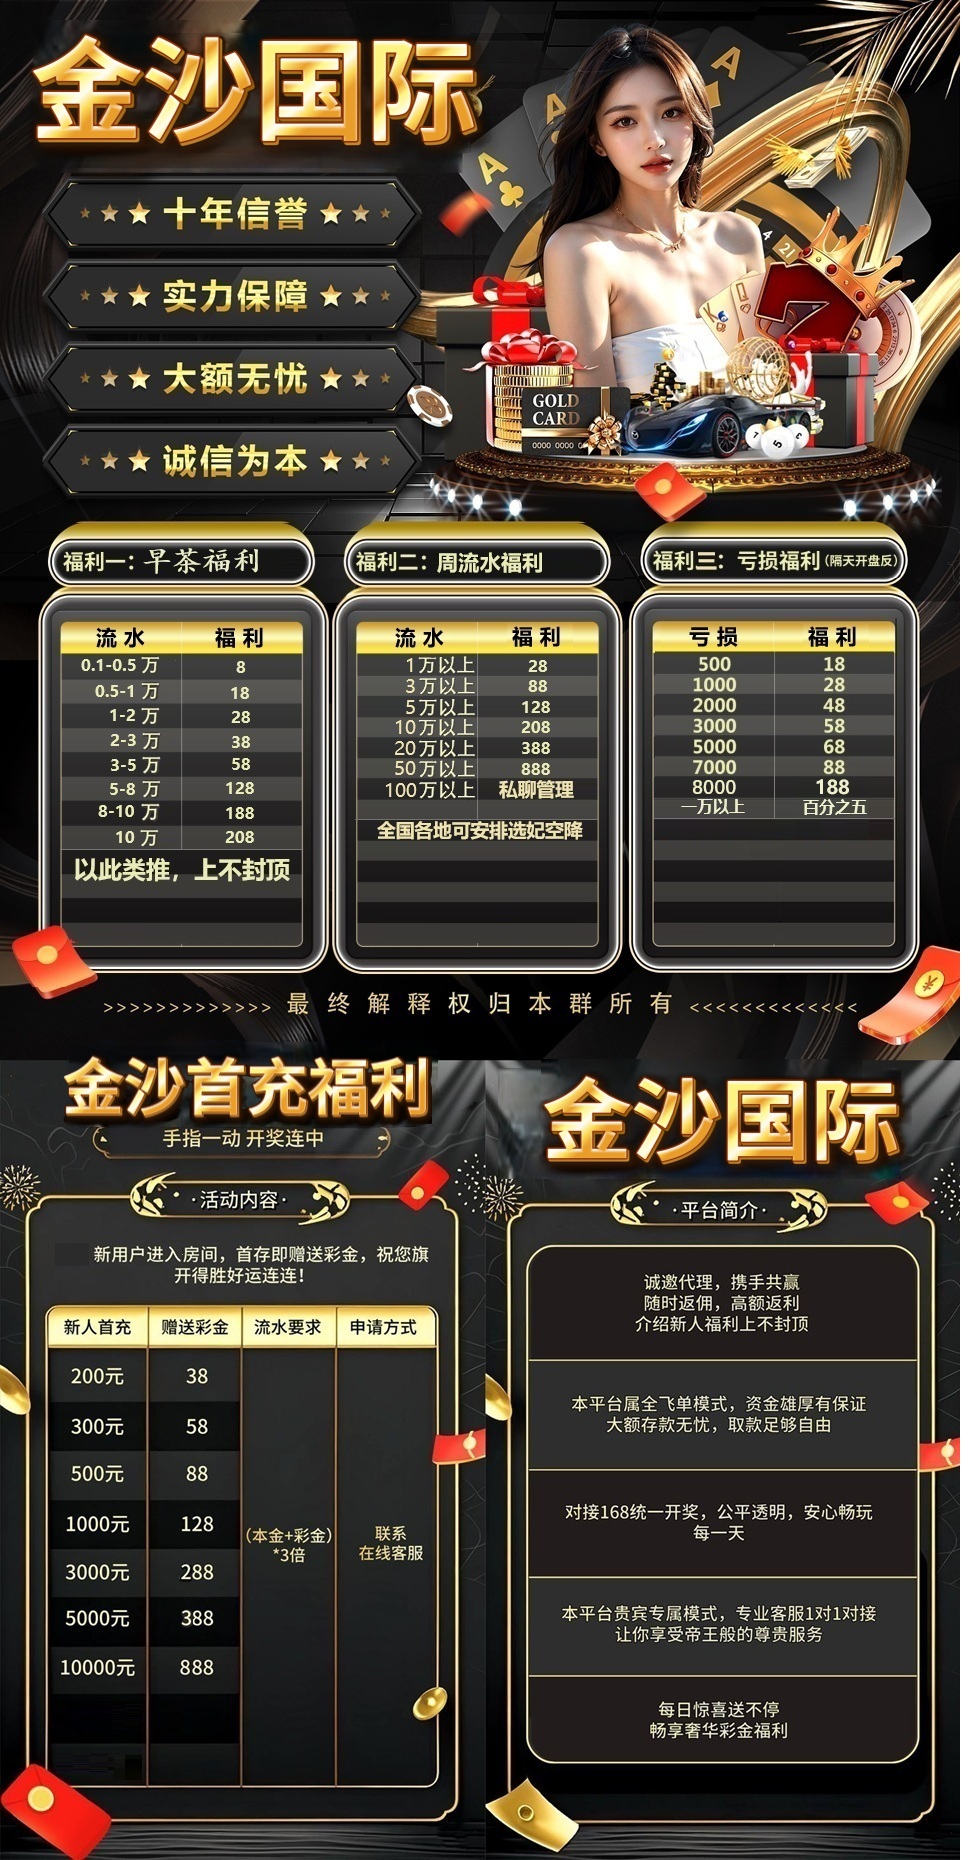 金沙国际
十年信誉
实力保障
大额无忧
诚信为本
A
A
A
K
Q
7
4 21
GOLD
CARD
0000 0000 0
1 5
福利一：早茶福利
流水 福利
0.1-0.5 万 8
0.5-1 万 18
1-2 万 28
2-3 万 38
3-5 万 58
5-8 万 128
8-10 万 188
10 万 208
以此类推，上不封顶
福利二：周流水福利
流水 福利
1万以上 28
3万以上 88
5万以上 128
10万以上 208
20万以上 388
50万以上 888
100万以上 私聊管理
全国各地可安排选妃空降
福利三：亏损福利(隔天开盘反)
亏损 福利
500 18
1000 28
2000 48
3000 58
5000 68
7000 88
8000 188
一万以上 百分之五
>>>>>>>>>>>>> 最终解释权归本群所有 <<<<<<<<<<<<<
¥
金沙首充福利
手指一动 开奖连中
·活动内容·
新用户进入房间，首存即赠送彩金，祝您旗
开得胜好运连连！
新人首充 赠送彩金 流水要求 申请方式
200元 38
300元 58
500元 88
1000元 128
3000元 288
5000元 388
10000元 888
（本金+彩金）
*3倍
联系
在线客服
金沙国际
·平台简介·
诚邀代理，携手共赢
随时返佣，高额返利
介绍新人福利上不封顶
本平台属全飞单模式，资金雄厚有保证
大额存款无忧，取款足够自由
对接168统一开奖，公平透明，安心畅玩
每一天
本平台贵宾专属模式，专业客服1对1对接
让你享受帝王般的尊贵服务
每日惊喜送不停
畅享奢华彩金福利